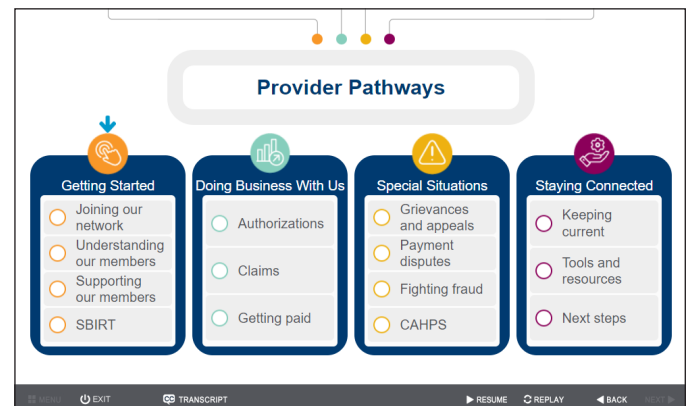 Provider Pathways
Getting Started
Joining our
network
Understanding
our members
Supporting
our members
SBIRT
Doing Business With Us
Authorizations
Claims
Getting paid
Special Situations
Grievances
and appeals
Payment
disputes
Fighting fraud
CAHPS
Staying Connected
Keeping
current
Tools and
resources
Next steps
MENU
EXIT
CC TRANSCRIPT
RESUME
REPLAY
BACK
NEXT